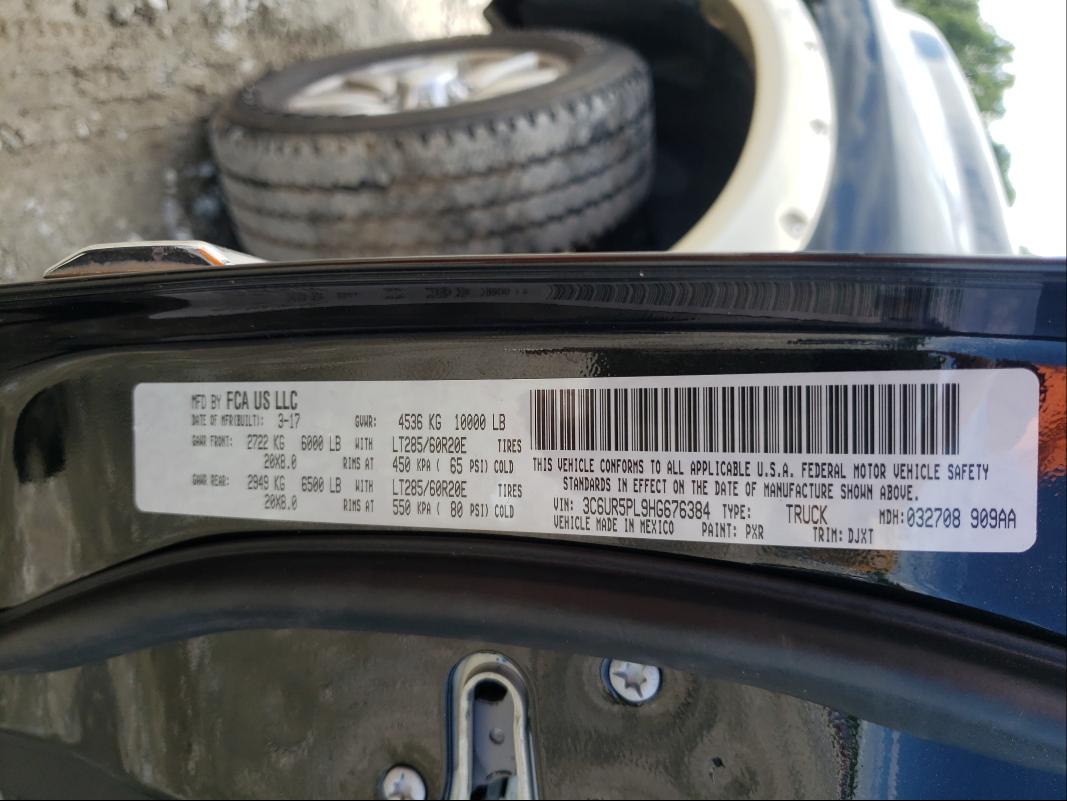 MFD BY FCA US LLC
DATE OF MFR(BUILT): 3-17 GVWR: 4536 KG 10000 LB
GAWR FRONT: 2722 KG 6000 LB WITH LT285/60R20E TIRES
20X8.0 RIMS AT 450 KPA ( 65 PSI) COLD
GAWR REAR: 2949 KG 6500 LB WITH LT285/60R20E TIRES
20X8.0 RIMS AT 550 KPA ( 80 PSI) COLD
THIS VEHICLE CONFORMS TO ALL APPLICABLE U.S.A. FEDERAL MOTOR VEHICLE SAFETY
STANDARDS IN EFFECT ON THE DATE OF MANUFACTURE SHOWN ABOVE.
VIN: 3C6UR5PL9HG676384 TYPE: TRUCK MDH: 032708 909AA
VEHICLE MADE IN MEXICO PAINT: PXR TRIM: DJXT